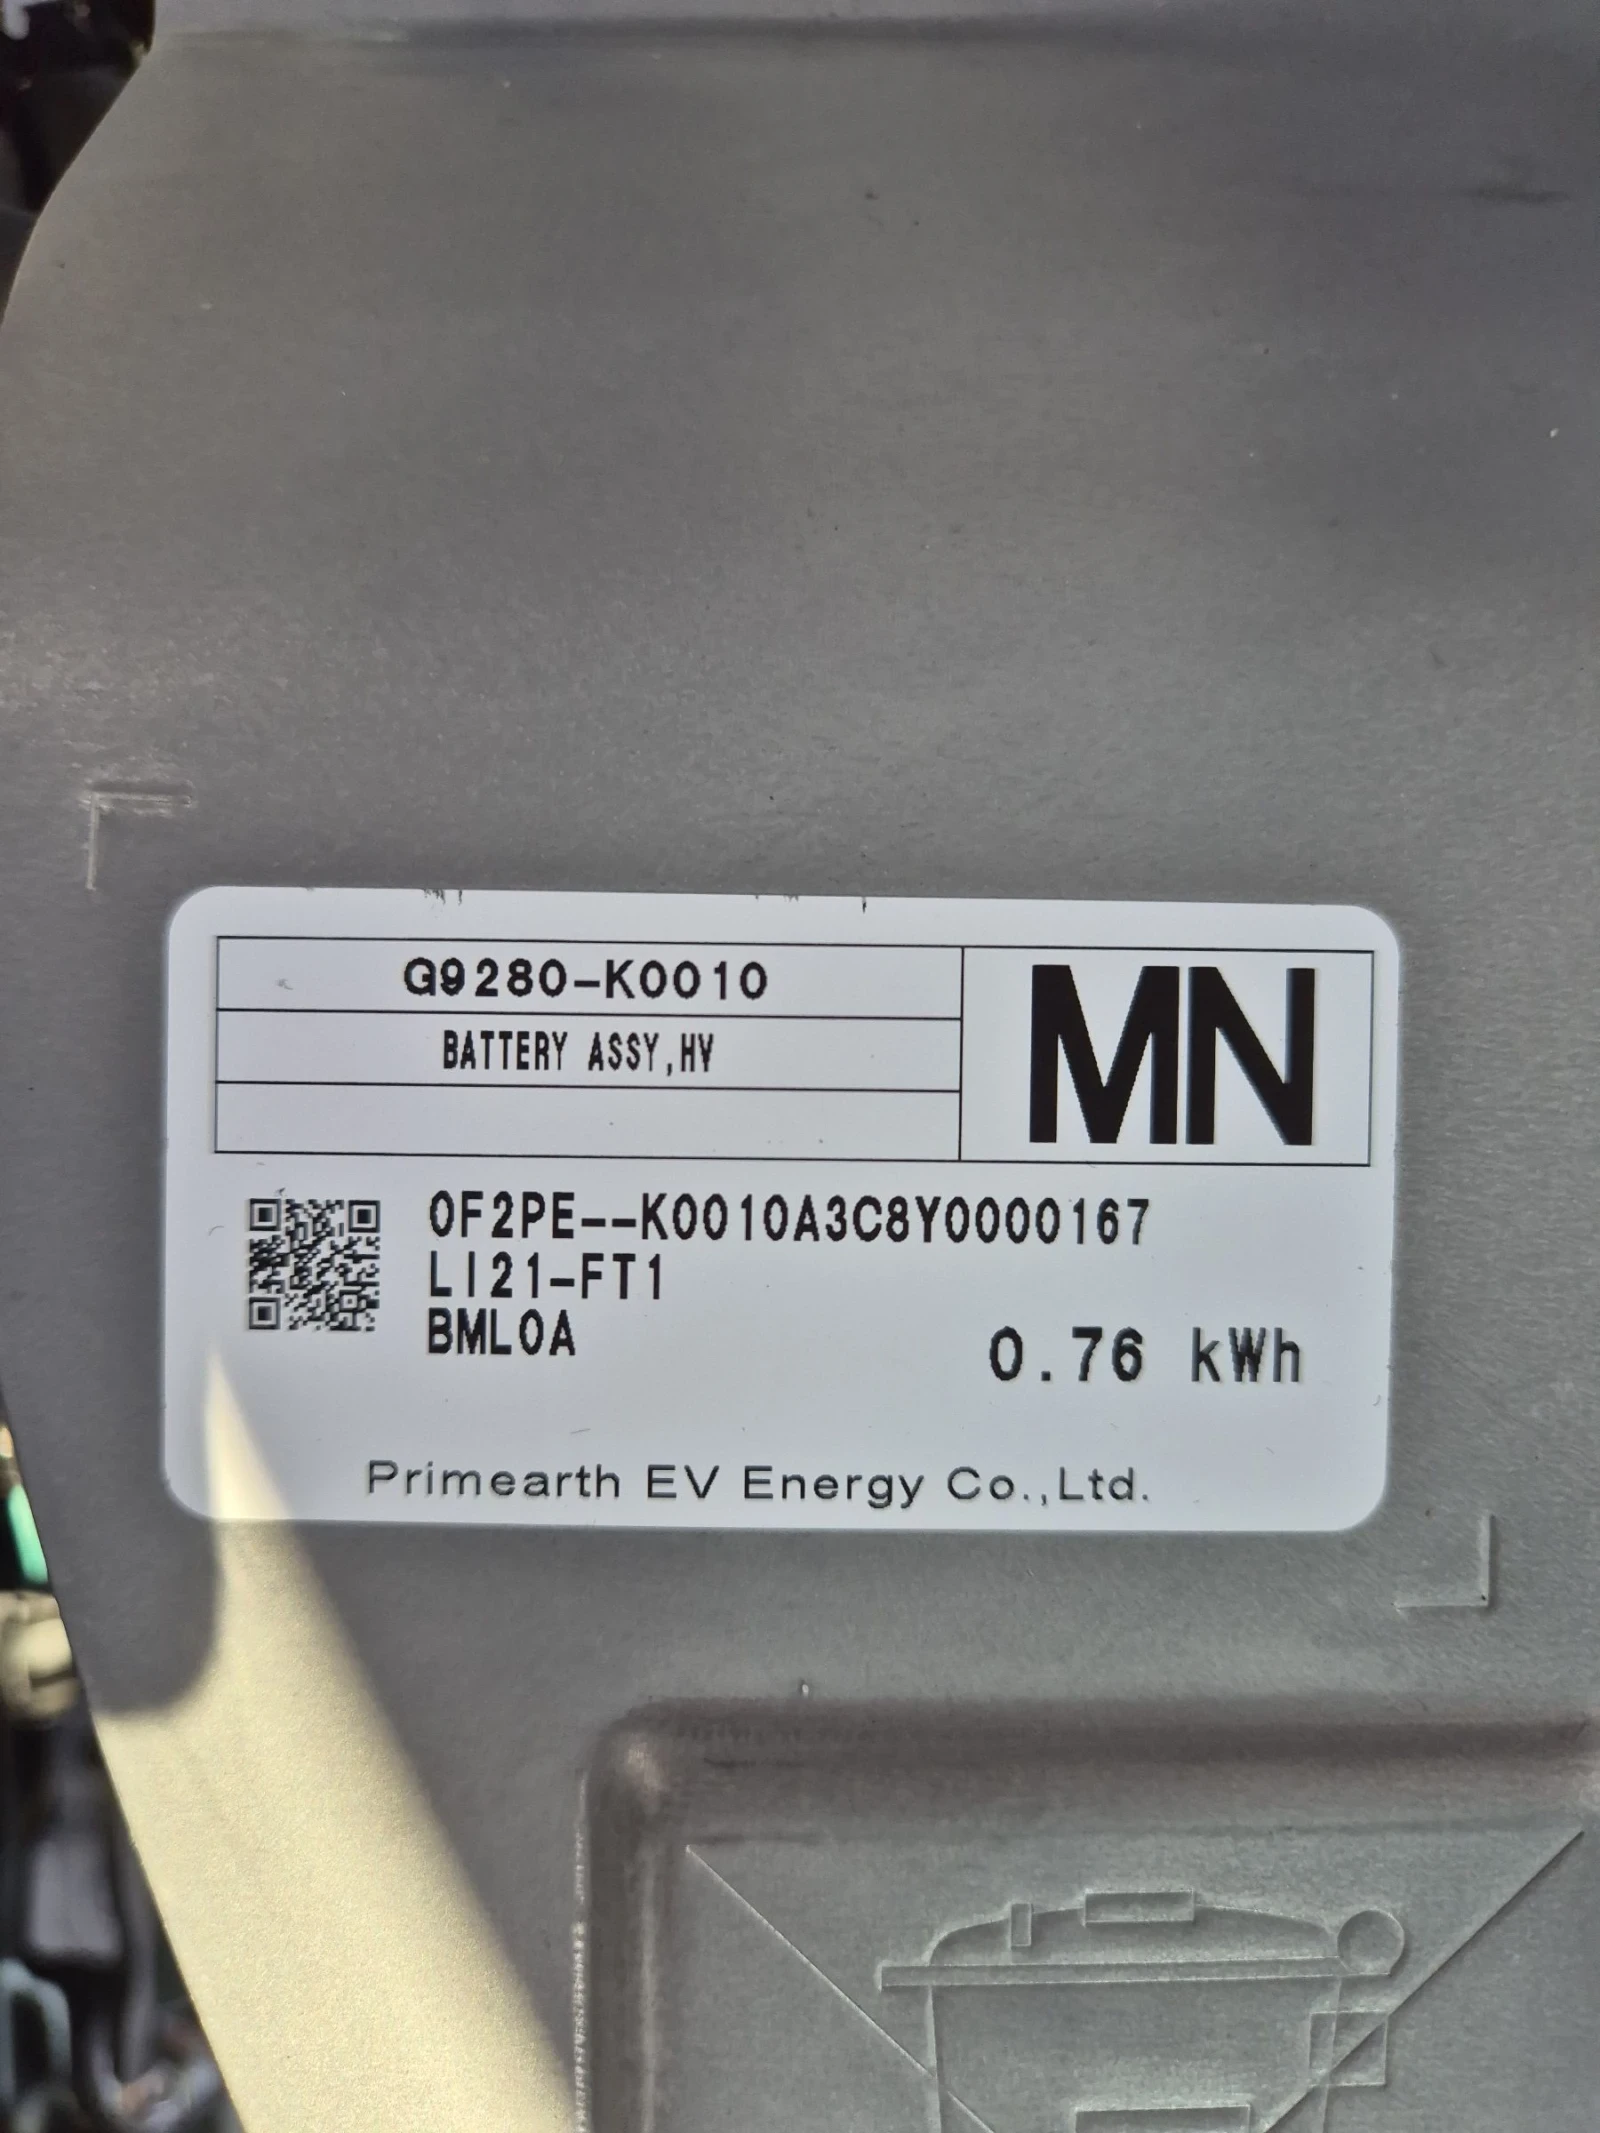 G9280-K0010
MN
BATTERY ASSY,HV
0F2PE--K0010A3C8Y0000167
LI21-FT1
BML0A
0.76 kWh
Primearth EV Energy Co.,Ltd.